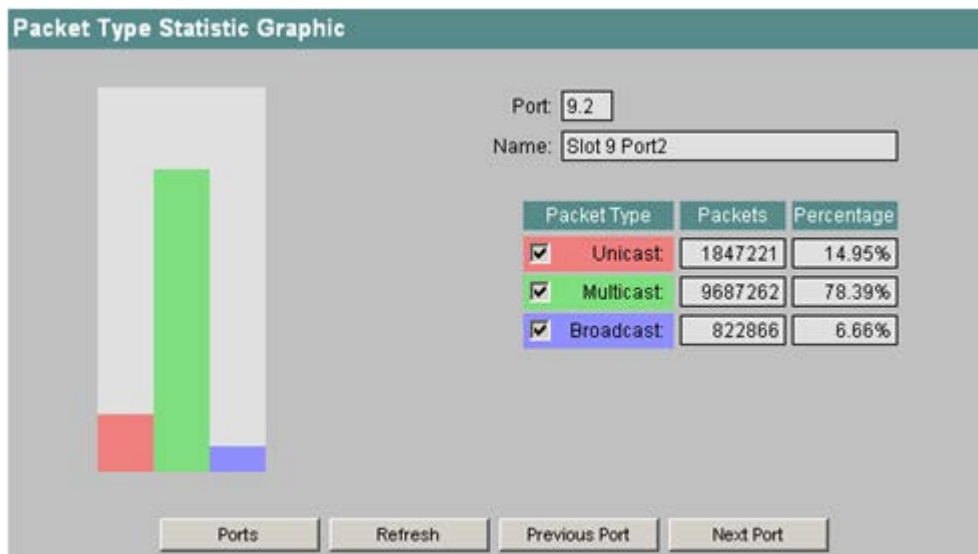 Packet Type Statistic Graphic
Port: 9.2
Name: Slot 9 Port2
Packet Type Packets Percentage
Unicast: 1847221 14.95%
Multicast: 9687262 78.39%
Broadcast: 822866 6.66%
Ports Refresh Previous Port Next Port